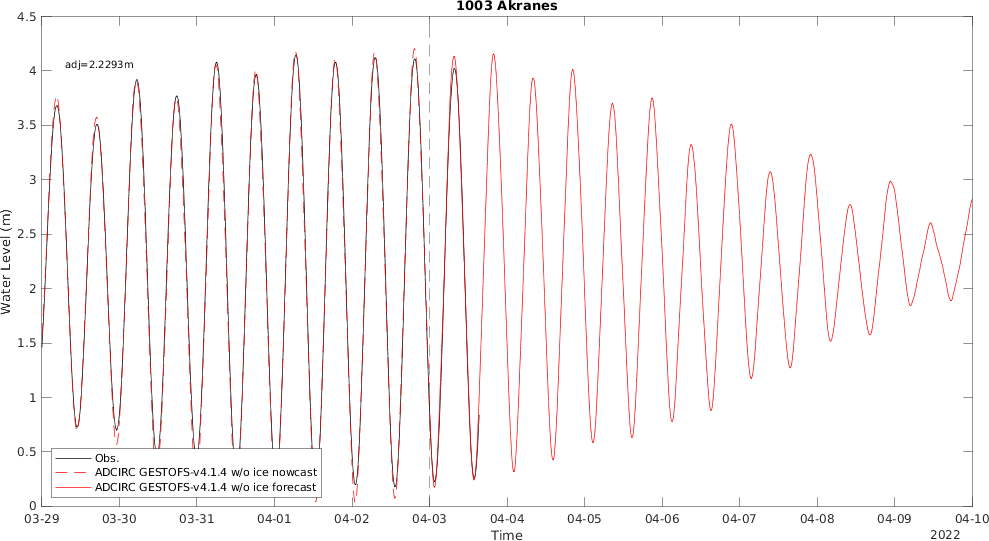 1003 Akranes
4.5
4
3.5
3
2.5
2
1.5
1
0.5
0
Water Level (m)
adj=2.2293m
Obs.
ADCIRC GESTOFS-v4.1.4 w/o ice nowcast
ADCIRC GESTOFS-v4.1.4 w/o ice forecast
03-29 03-30 03-31 04-01 04-02 04-03 04-04 04-05 04-06 04-07 04-08 04-09 04-10
Time
2022